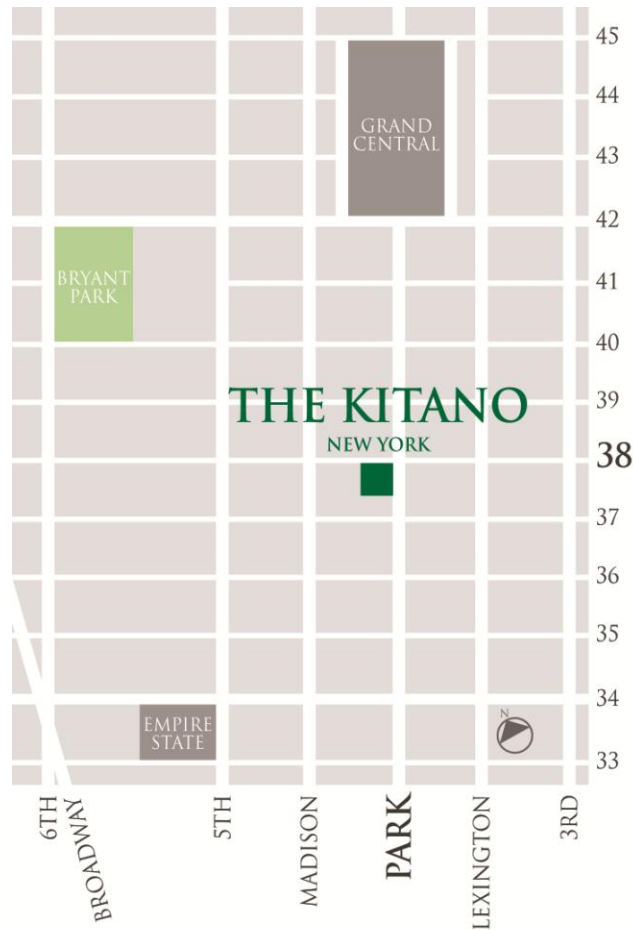 45
44
GRAND
CENTRAL
43
42
BRYANT
PARK
41
40
THE KITANO
39
NEW YORK
38
37
36
35
34
EMPIRE
STATE
N
33
6TH
BROADWAY
5TH
MADISON
PARK
LEXINGTON
3RD